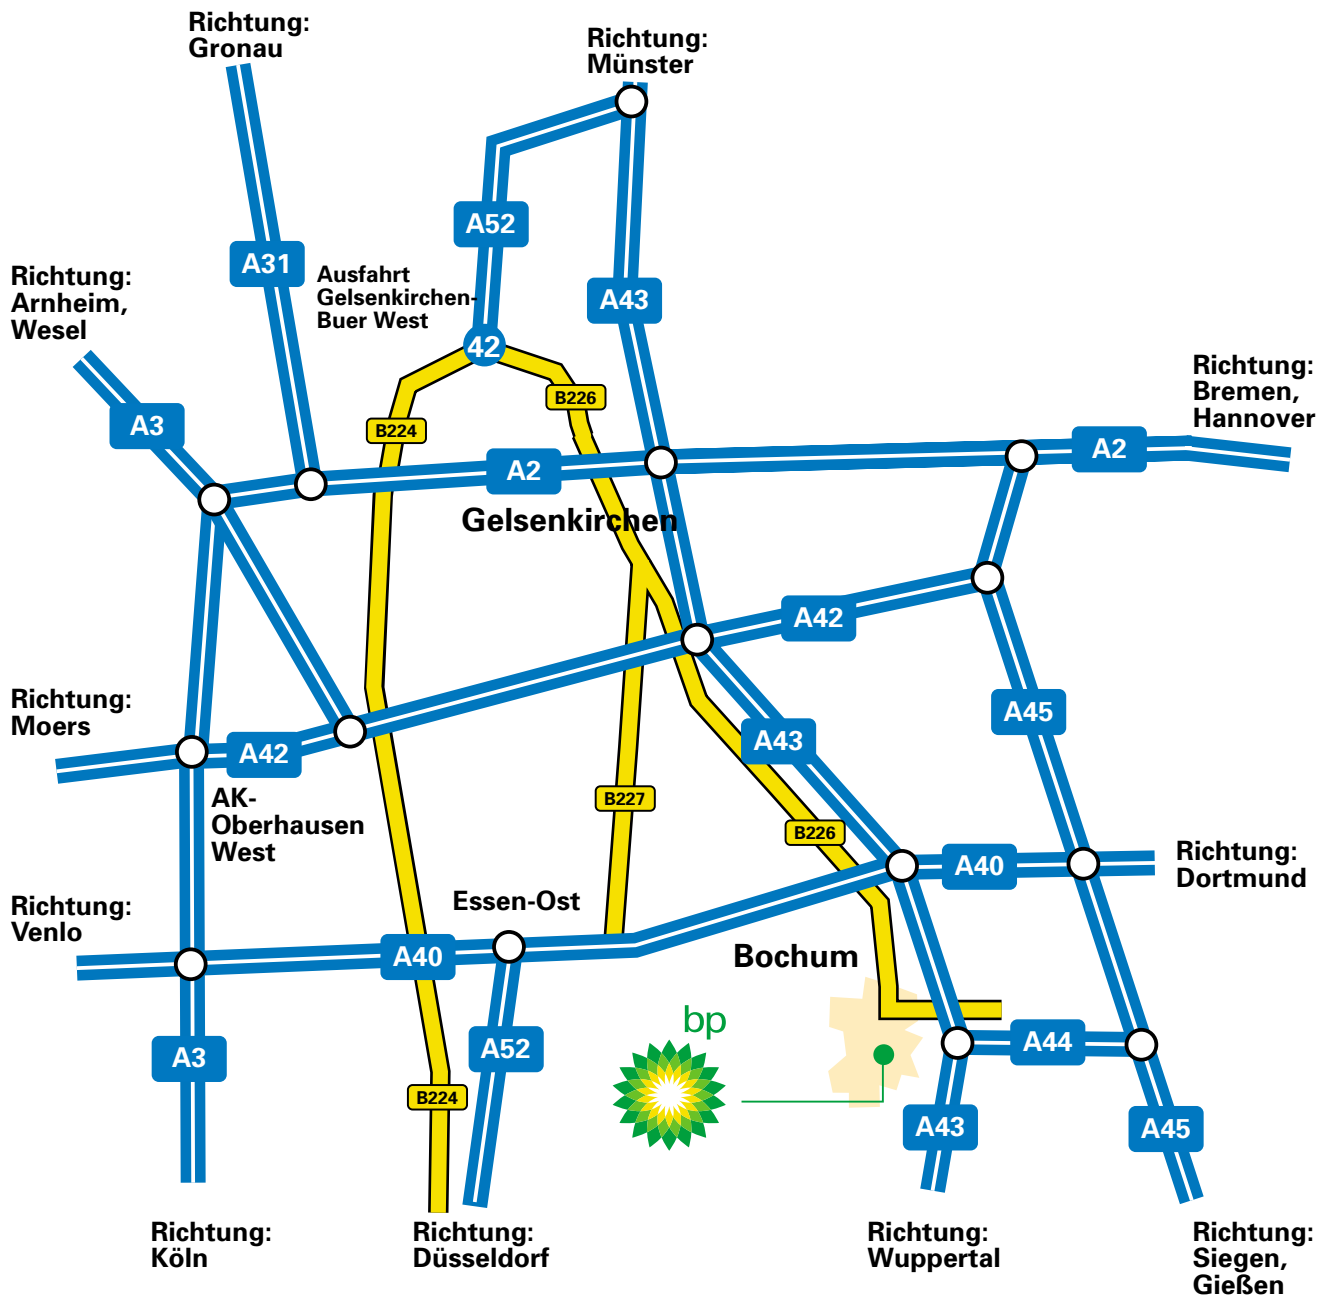 Richtung:
Gronau
Richtung:
Münster
A52
A31
Ausfahrt
Gelsenkirchen-
Buer West
Richtung:
Arnheim,
Wesel
A43
42
Richtung:
Bremen,
Hannover
B226
A3
B224
A2
A2
Gelsenkirchen
A42
Richtung:
Moers
A45
A43
A42
AK-
Oberhausen
West
B227
B226
Richtung:
Dortmund
A40
Richtung:
Venlo
Essen-Ost
A40
Bochum
bp
A3
A52
A44
B224
A43
A45
Richtung:
Köln
Richtung:
Düsseldorf
Richtung:
Wuppertal
Richtung:
Siegen,
Gießen